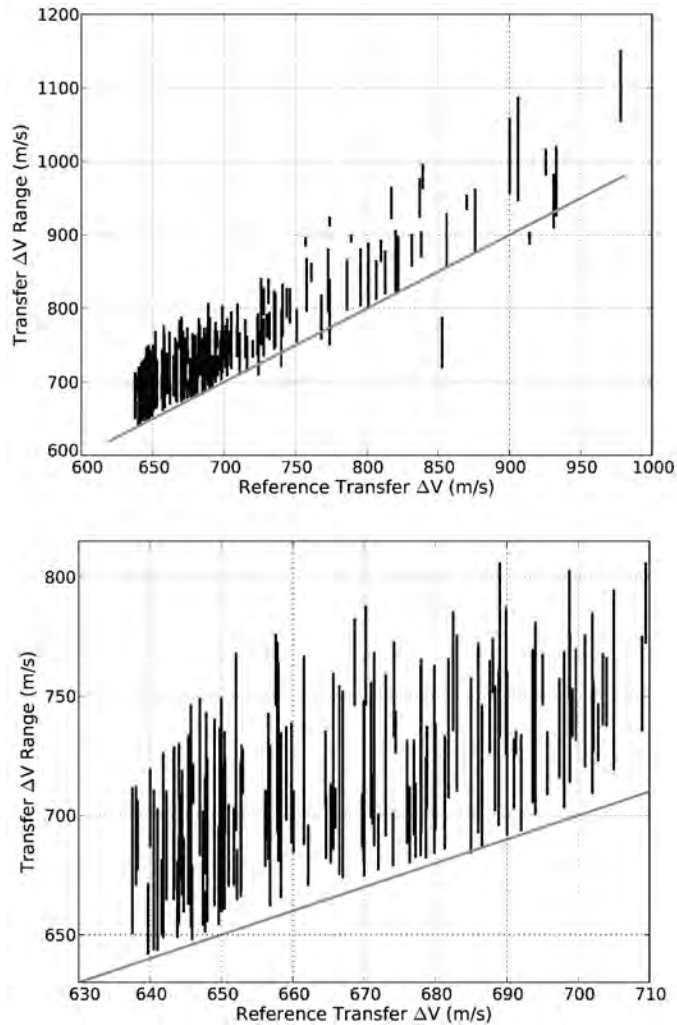 1200
1100
1000
900
800
700
600
Transfer ΔV Range (m/s)
600 650 700 750 800 850 900 950 1000
Reference Transfer ΔV (m/s)
800
750
700
650
Transfer ΔV Range (m/s)
630 640 650 660 670 680 690 700 710
Reference Transfer ΔV (m/s)